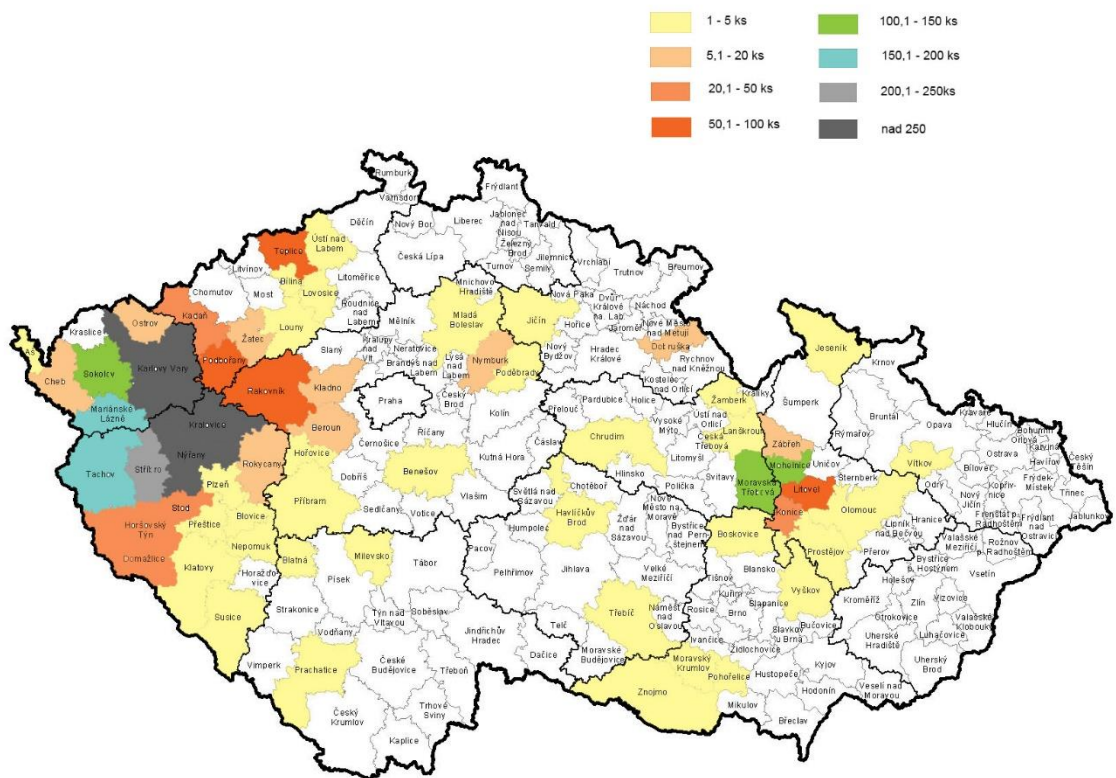 1 - 5 ks
100,1 - 150 ks
5,1 - 20 ks
150,1 - 200 ks
20,1 - 50 ks
200,1 - 250ks
50,1 - 100 ks
nad 250
Rumburk
Varnsdorf
Frýdlant
Děčín
Nový Bor
Liberec
Jablonec
nad
Nisou
Tanvald
Železný
Brod
Jilemnice
Semily
Turnov
Vrchlabí
Trutnov
Broumov
Teplice
Ústí nad
Labem
Česká Lípa
Litvínov
Bílina
Litoměřice
Lovosice
Chomutov
Most
Roudnice
nad
Labem
Mnichovo
Hradiště
Nová Paka
Dvůr
Králové
na Lab.
Náchod
Jaroměř
Nové Město
nad Metují
Kraslice
Ostrov
Kadaň
Žatec
Louny
Mělník
Mladá
Boleslav
Jičín
Hořice
Aš
Cheb
Sokolov
Karlovy Vary
Podbořany
Slaný
Kralupy
nad Vlt.
Neratovice
Brandýs nad
Labem
Lysá
nad
Labem
Nymburk
Poděbrady
Nový
Bydžov
Hradec
Králové
Dobruška
Rychnov
nad Kněžnou
Kostelec
nad Orlicí
Jeseník
Krnov
Mariánské
Lázně
Rakovník
Kladno
Praha
Český
Brod
Kolín
Přelouč
Pardubice
Holice
Žamberk
Králíky
Šumperk
Bruntál
Kralovice
Beroun
Černošice
Říčany
Kutná Hora
Čáslav
Chrudim
Vysoké
Mýto
Ústí nad
Orlicí
Česká
Třebová
Lanškroun
Zábřeh
Rýmařov
Opava
Kravaře
Hlučín
Bohumín
Orlová
Karviná
Havířov
Český
Těšín
Tachov
Stříbro
Nýřany
Rokycany
Hořovice
Dobříš
Benešov
Vlašim
Hlinsko
Litomyšl
Polička
Svitavy
Moravská
Třebová
Mohelnice
Uničov
Litovel
Šternberk
Vítkov
Bílovec
Ostrava
Frýdek-
Místek
Třinec
Jablunkov
Plzeň
Příbram
Sedlčany
Votice
Světlá nad
Sázavou
Chotěboř
Havlíčkův
Brod
Žďár nad
Sázavou
Nové
Město na
Moravě
Bystřice
nad Pern-
štejnem
Konice
Olomouc
Odry
Nový
Jičín
Kopřiv-
nice
Frenštát p.
Radhoštěm
Frýdlant
nad
Ostravicí
Stod
Horšovský
Týn
Přeštice
Blovice
Domažlice
Nepomuk
Klatovy
Horažďo-
vice
Blatná
Milevsko
Tábor
Pacov
Humpolec
Pelhřimov
Jihlava
Velké
Meziříčí
Boskovice
Prostějov
Přerov
Lipník
nad Bečvou
Hranice
Valašské
Meziříčí
Rožnov
p. Radhoštěm
Bystřice
p. Hostýnem
Vsetín
Sušice
Strakonice
Písek
Týn nad
Vltavou
Soběslav
Jindřichův
Hradec
Telč
Třebíč
Náměšť
nad
Oslavou
Tišnov
Blansko
Kuřim
Brno
Rosice
Šlapanice
Vyškov
Kroměříž
Holešov
Zlín
Vizovice
Otrokovice
Valašské
Klobouky
Luhačovice
Vimperk
Vodňany
Prachatice
České
Budějovice
Třeboň
Dačice
Moravské
Budějovice
Ivančice
Židlochovice
Slavkov
u Brna
Bučovice
Uherské
Hradiště
Uherský
Brod
Český
Krumlov
Trhové
Sviny
Kaplice
Znojmo
Moravský
Krumlov
Pohořelice
Hustopeče
Kyjov
Hodonín
Veselí nad
Moravou
Mikulov
Břeclav